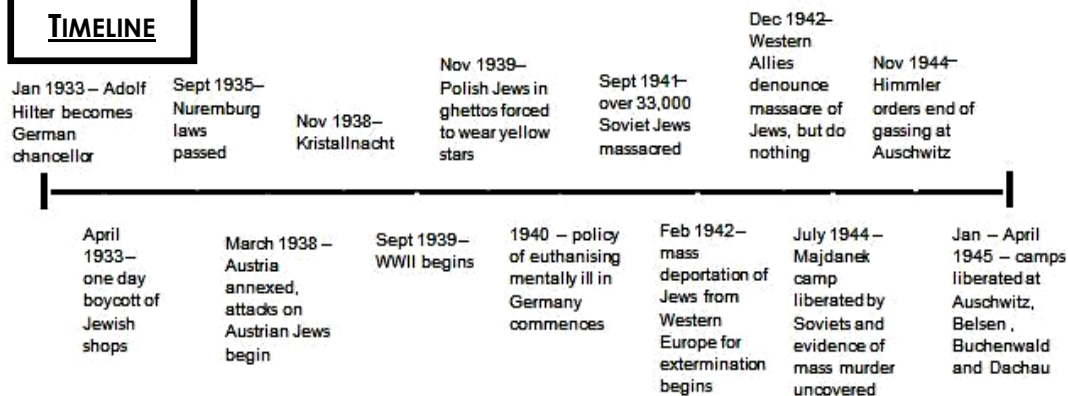 TIMELINE
Jan 1933 – Adolf
Hilter becomes
German
chancellor
April
1933–
one day
boycott of
Jewish
shops
Sept 1935–
Nuremburg
laws
passed
March 1938 –
Austria
annexed,
attacks on
Austrian Jews
begin
Nov 1938–
Kristallnacht
Sept 1939–
WWII begins
Nov 1939–
Polish Jews in
ghettos forced
to wear yellow
stars
1940 – policy
of euthanising
mentally ill in
Germany
commences
Sept 1941–
over 33,000
Soviet Jews
massacred
Feb 1942–
mass
deportation of
Jews from
Western
Europe for
extermination
begins
Dec 1942–
Western
Allies
denounce
massacre of
Jews, but do
nothing
July 1944–
Majdanek
camp
liberated by
Soviets and
evidence of
mass murder
uncovered
Nov 1944–
Himmler
orders end of
gassing at
Auschwitz
Jan – April
1945 – camps
liberated at
Auschwitz,
Belsen ,
Buchenwald
and Dachau